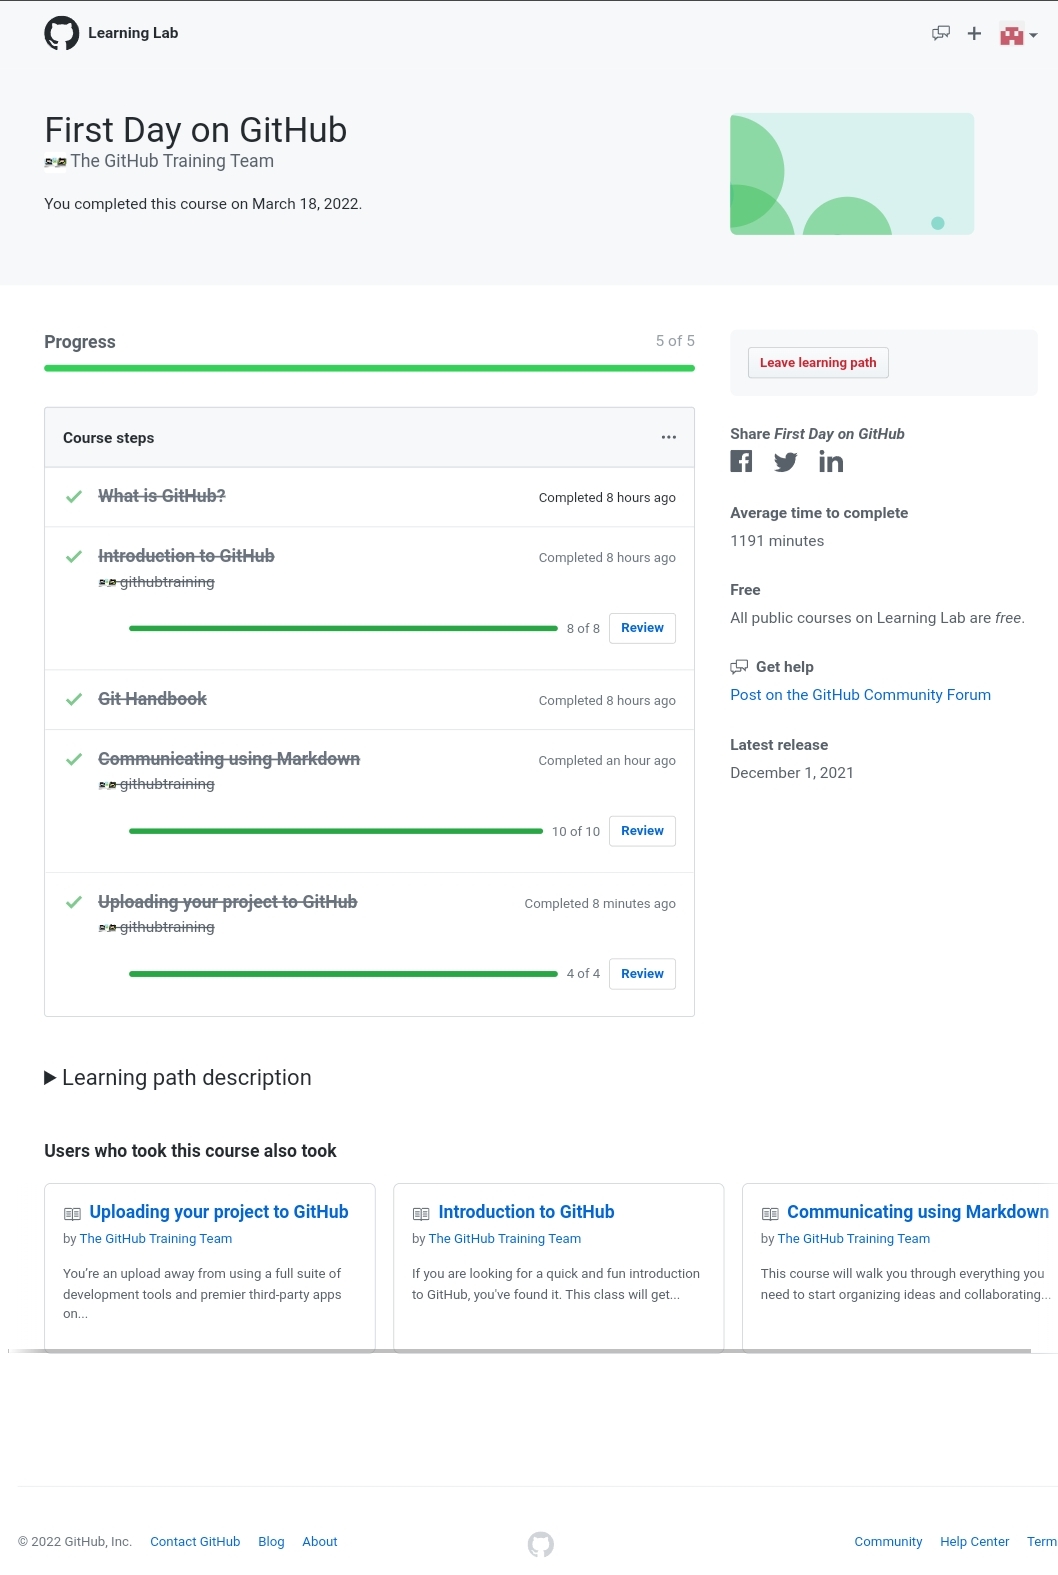 Learning Lab
First Day on GitHub
The GitHub Training Team
You completed this course on March 18, 2022.
Progress
5 of 5
Course steps
What is GitHub?
Completed 8 hours ago
Introduction to GitHub
Completed 8 hours ago
githubtraining
8 of 8
Review
Git Handbook
Completed 8 hours ago
Communicating using Markdown
Completed an hour ago
githubtraining
10 of 10
Review
Uploading your project to GitHub
Completed 8 minutes ago
githubtraining
4 of 4
Review
Leave learning path
Share First Day on GitHub
Average time to complete
1191 minutes
Free
All public courses on Learning Lab are free.
Get help
Post on the GitHub Community Forum
Latest release
December 1, 2021
Learning path description
Users who took this course also took
Uploading your project to GitHub
by The GitHub Training Team
You’re an upload away from using a full suite of
development tools and premier third-party apps
on...
Introduction to GitHub
by The GitHub Training Team
If you are looking for a quick and fun introduction
to GitHub, you've found it. This class will get...
Communicating using Markdown
by The GitHub Training Team
This course will walk you through everything you
need to start organizing ideas and collaborating...
© 2022 GitHub, Inc.
Contact GitHub
Blog
About
Community
Help Center
Term